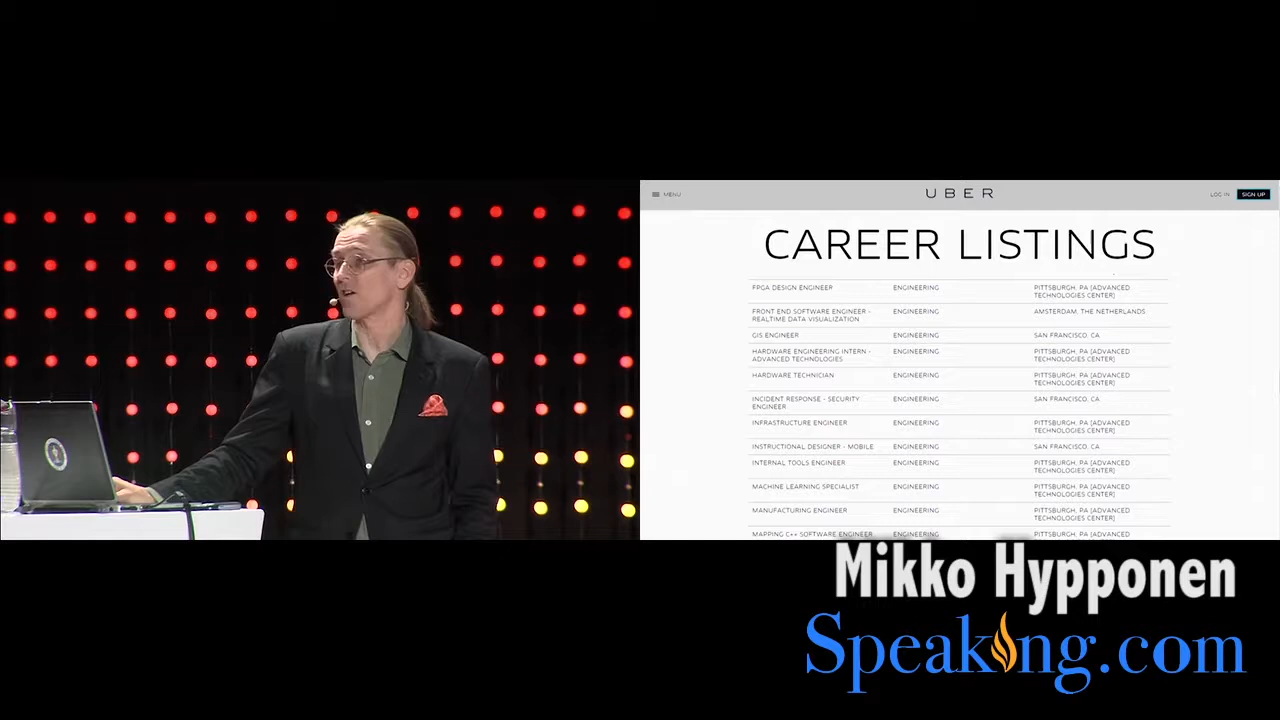 MENU
UBER
LOG IN
SIGN UP
CAREER LISTINGS
FPGA DESIGN ENGINEER ENGINEERING PITTSBURGH, PA [ADVANCED
TECHNOLOGIES CENTER]
FRONT END SOFTWARE ENGINEER - ENGINEERING AMSTERDAM, THE NETHERLANDS
REALTIME DATA VISUALIZATION
GIS ENGINEER ENGINEERING SAN FRANCISCO, CA
HARDWARE ENGINEERING INTERN - ENGINEERING PITTSBURGH, PA [ADVANCED
ADVANCED TECHNOLOGIES TECHNOLOGIES CENTER]
HARDWARE TECHNICIAN ENGINEERING PITTSBURGH, PA [ADVANCED
TECHNOLOGIES CENTER]
INCIDENT RESPONSE - SECURITY ENGINEERING SAN FRANCISCO, CA
ENGINEER
INFRASTRUCTURE ENGINEER ENGINEERING PITTSBURGH, PA [ADVANCED
TECHNOLOGIES CENTER]
INSTRUCTIONAL DESIGNER - MOBILE ENGINEERING SAN FRANCISCO, CA
INTERNAL TOOLS ENGINEER ENGINEERING PITTSBURGH, PA [ADVANCED
TECHNOLOGIES CENTER]
MACHINE LEARNING SPECIALIST ENGINEERING PITTSBURGH, PA [ADVANCED
TECHNOLOGIES CENTER]
MANUFACTURING ENGINEER ENGINEERING PITTSBURGH, PA [ADVANCED
TECHNOLOGIES CENTER]
MAPPING C++ SOFTWARE ENGINEER ENGINEERING PITTSBURGH, PA [ADVANCED
Mikko Hypponen
Speaking.com